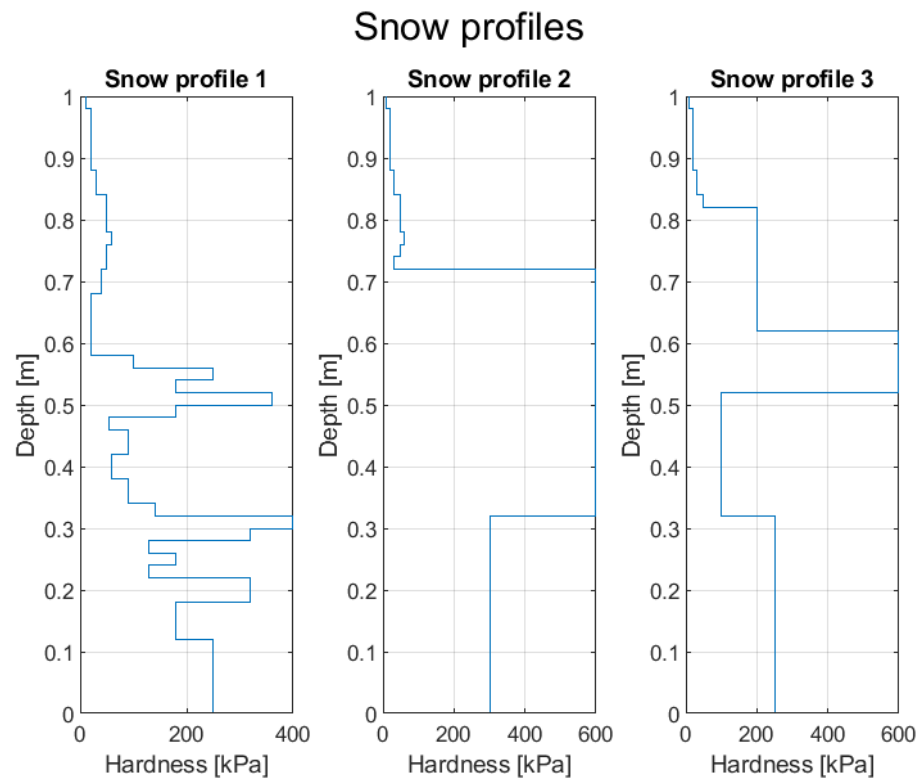 Snow profiles
Snow profile 1
1
0.9
0.8
0.7
0.6
0.5
0.4
0.3
0.2
0.1
0
Depth [m]
0 200 400
Hardness [kPa]
Snow profile 2
1
0.9
0.8
0.7
0.6
0.5
0.4
0.3
0.2
0.1
0
Depth [m]
0 200 400 600
Hardness [kPa]
Snow profile 3
1
0.9
0.8
0.7
0.6
0.5
0.4
0.3
0.2
0.1
0
Depth [m]
0 200 400 600
Hardness [kPa]